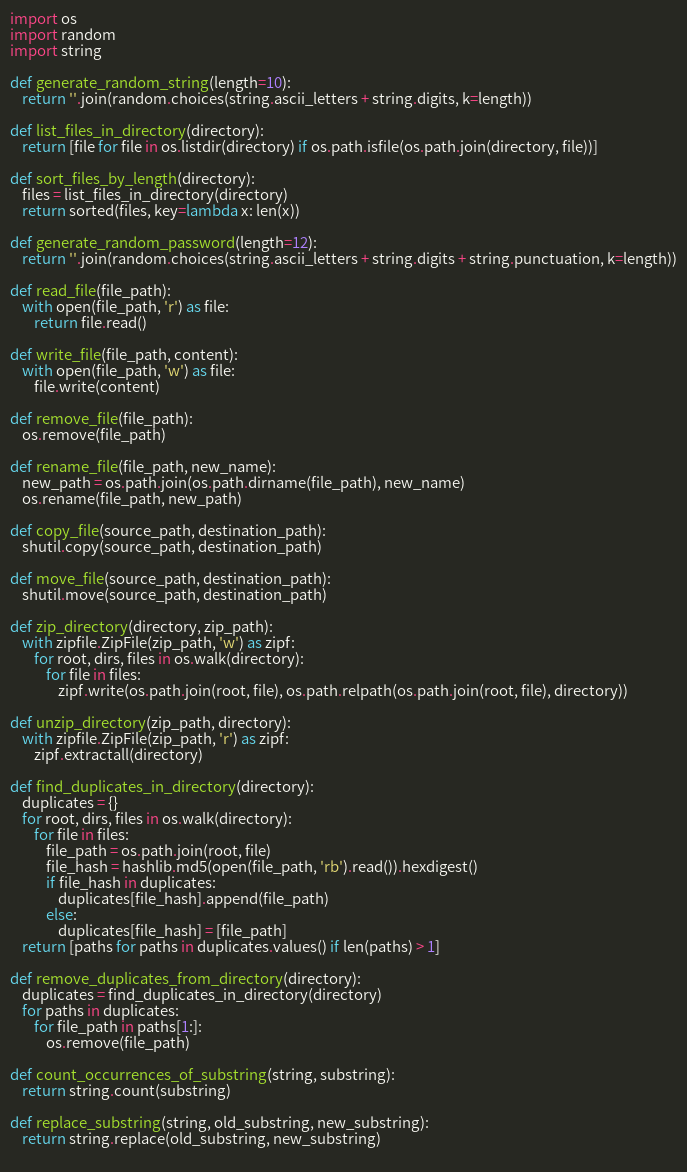 import os
import random
import string

def generate_random_string(length=10):
    return ''.join(random.choices(string.ascii_letters + string.digits, k=length))

def list_files_in_directory(directory):
    return [file for file in os.listdir(directory) if os.path.isfile(os.path.join(directory, file))]

def sort_files_by_length(directory):
    files = list_files_in_directory(directory)
    return sorted(files, key=lambda x: len(x))

def generate_random_password(length=12):
    return ''.join(random.choices(string.ascii_letters + string.digits + string.punctuation, k=length))

def read_file(file_path):
    with open(file_path, 'r') as file:
        return file.read()

def write_file(file_path, content):
    with open(file_path, 'w') as file:
        file.write(content)

def remove_file(file_path):
    os.remove(file_path)

def rename_file(file_path, new_name):
    new_path = os.path.join(os.path.dirname(file_path), new_name)
    os.rename(file_path, new_path)

def copy_file(source_path, destination_path):
    shutil.copy(source_path, destination_path)

def move_file(source_path, destination_path):
    shutil.move(source_path, destination_path)

def zip_directory(directory, zip_path):
    with zipfile.ZipFile(zip_path, 'w') as zipf:
        for root, dirs, files in os.walk(directory):
            for file in files:
                zipf.write(os.path.join(root, file), os.path.relpath(os.path.join(root, file), directory))

def unzip_directory(zip_path, directory):
    with zipfile.ZipFile(zip_path, 'r') as zipf:
        zipf.extractall(directory)

def find_duplicates_in_directory(directory):
    duplicates = {}
    for root, dirs, files in os.walk(directory):
        for file in files:
            file_path = os.path.join(root, file)
            file_hash = hashlib.md5(open(file_path, 'rb').read()).hexdigest()
            if file_hash in duplicates:
                duplicates[file_hash].append(file_path)
            else:
                duplicates[file_hash] = [file_path]
    return [paths for paths in duplicates.values() if len(paths) > 1]

def remove_duplicates_from_directory(directory):
    duplicates = find_duplicates_in_directory(directory)
    for paths in duplicates:
        for file_path in paths[1:]:
            os.remove(file_path)

def count_occurrences_of_substring(string, substring):
    return string.count(substring)

def replace_substring(string, old_substring, new_substring):
    return string.replace(old_substring, new_substring)